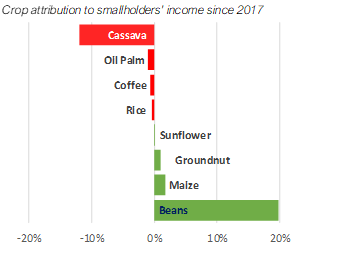 Crop attribution to smallholders' income since 2017
Cassava
Oil Palm
Coffee
Rice
Sunflower
Groundnut
Maize
Beans
-20% -10% 0% 10% 20%